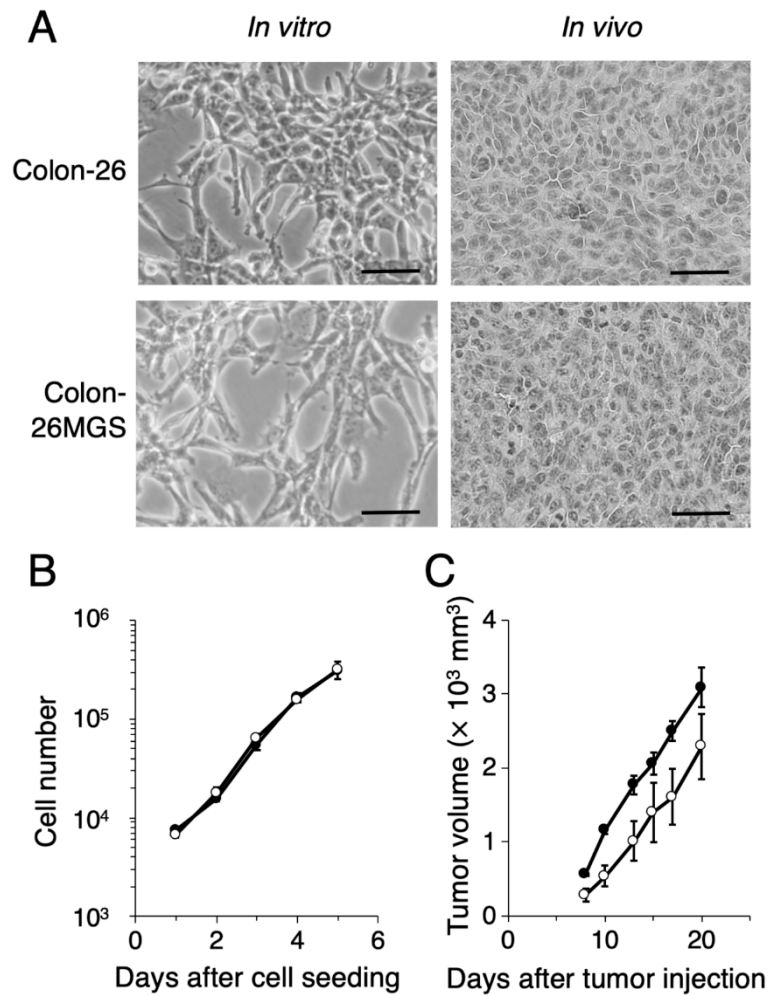 A
In vitro
In vivo
Colon-26
Colon-
26MGS
B
C
10⁶
10⁵
10⁴
10³
Cell number
0
2
4
6
Days after cell seeding
4
3
2
1
0
Tumor volume (× 10³ mm³)
0
10
20
Days after tumor injection